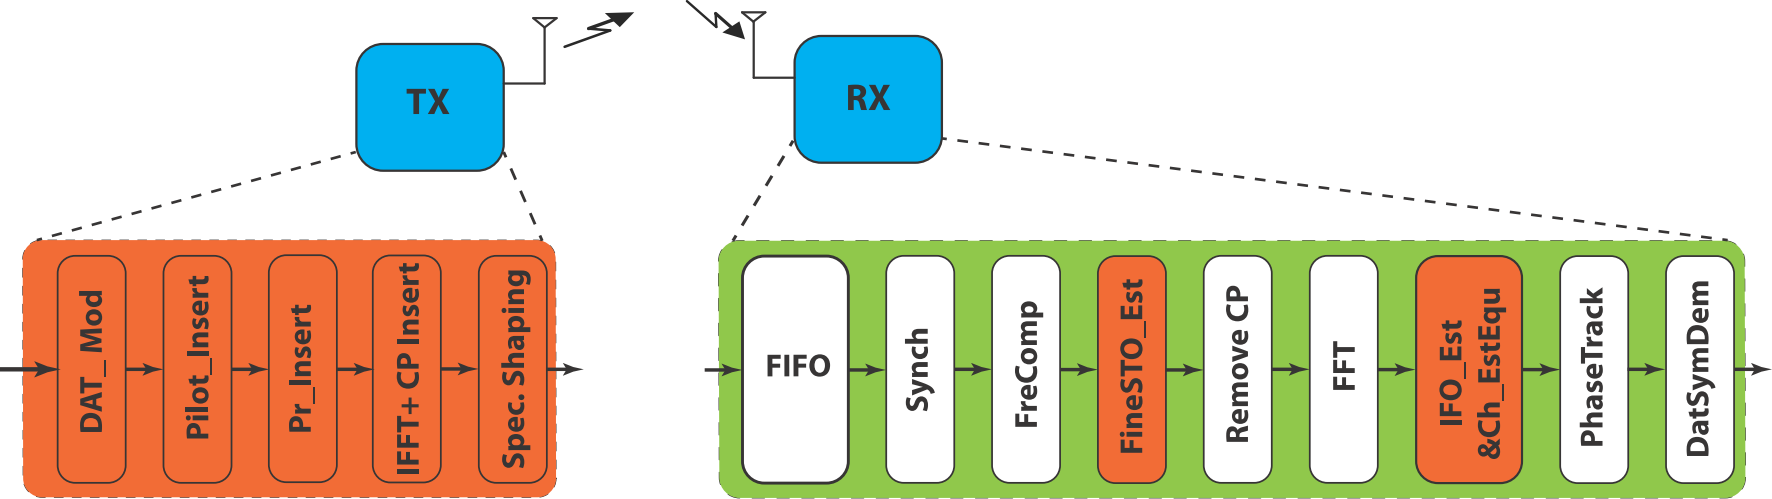 TX
RX
DAT_Mod
Pilot_Insert
Pr_Insert
IFFT+ CP Insert
Spec. Shaping
FIFO
Synch
FreComp
FineSTO_Est
Remove CP
FFT
IFO_Est
&Ch_EstEqu
PhaseTrack
DatSymDem